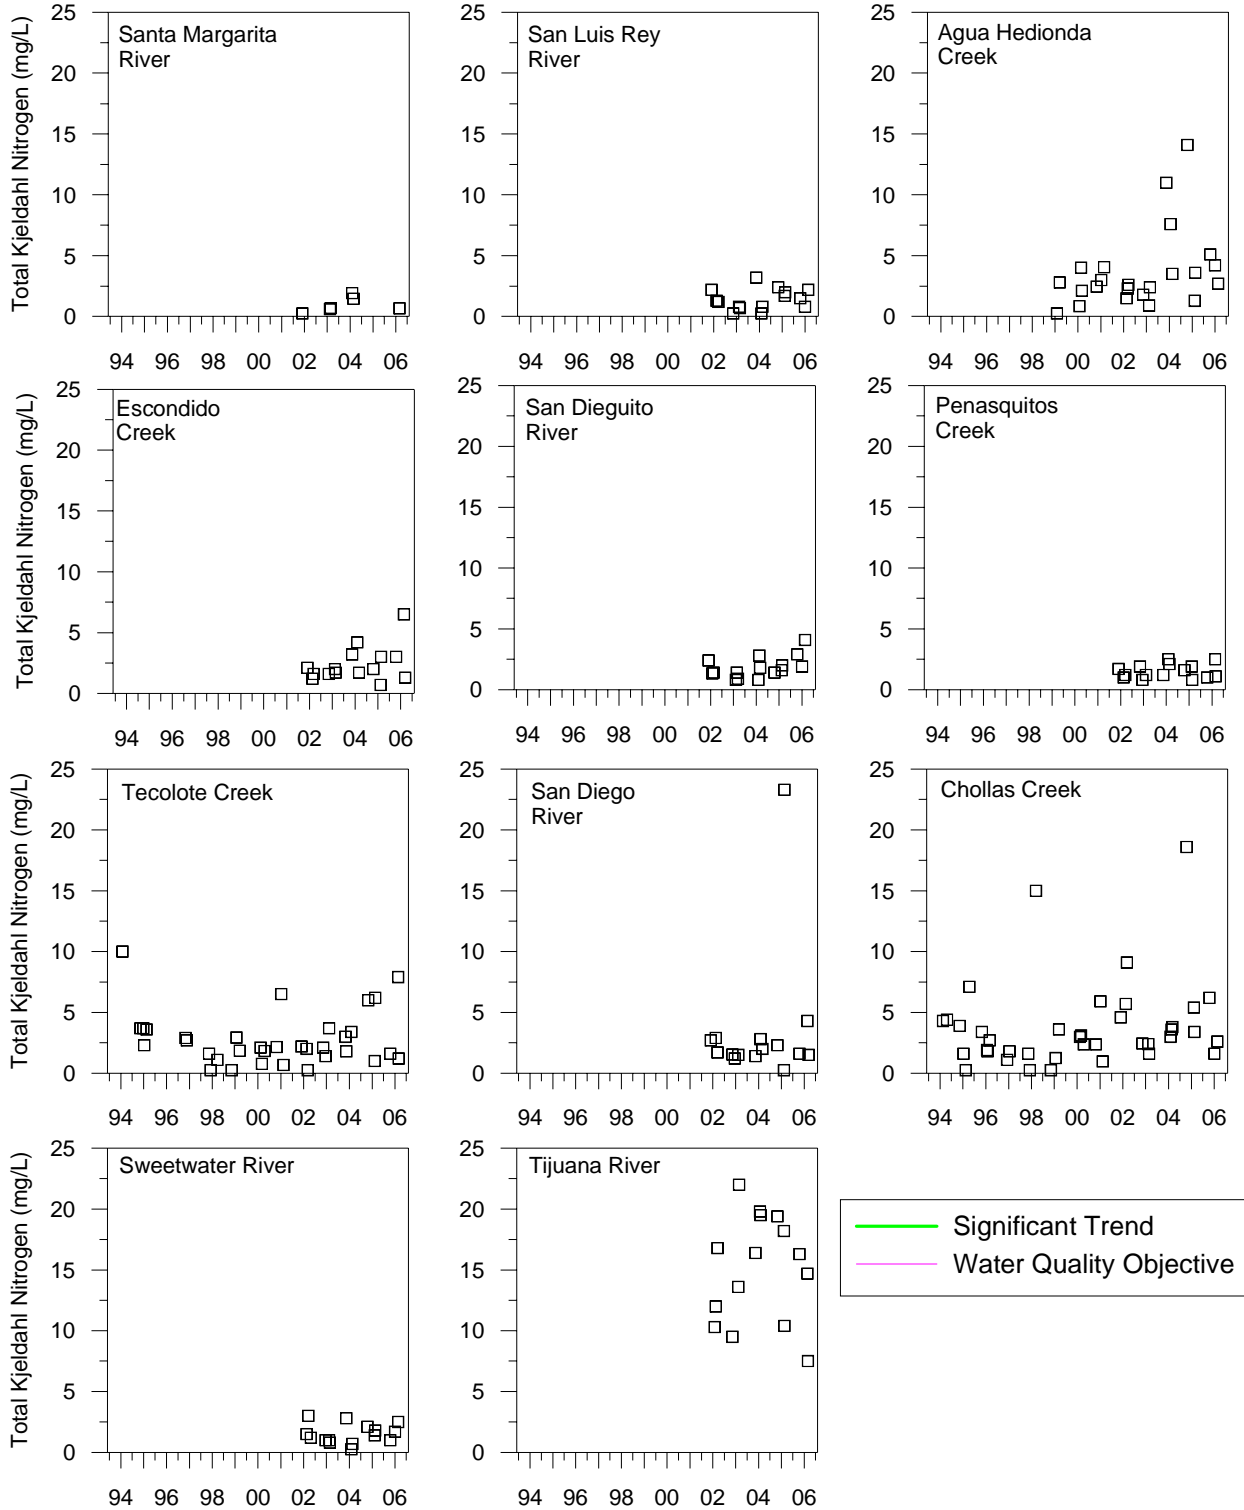 Total Kjeldahl Nitrogen (mg/L)
25
20
15
10
5
0
Santa Margarita
River
94 96 98 00 02 04 06
25
20
15
10
5
0
San Luis Rey
River
94 96 98 00 02 04 06
25
20
15
10
5
0
Agua Hedionda
Creek
94 96 98 00 02 04 06
Total Kjeldahl Nitrogen (mg/L)
25
20
15
10
5
0
Escondido
Creek
94 96 98 00 02 04 06
25
20
15
10
5
0
San Dieguito
River
94 96 98 00 02 04 06
25
20
15
10
5
0
Penasquitos
Creek
94 96 98 00 02 04 06
Total Kjeldahl Nitrogen (mg/L)
25
20
15
10
5
0
Tecolote Creek
94 96 98 00 02 04 06
25
20
15
10
5
0
San Diego
River
94 96 98 00 02 04 06
25
20
15
10
5
0
Chollas Creek
94 96 98 00 02 04 06
Total Kjeldahl Nitrogen (mg/L)
25
20
15
10
5
0
Sweetwater River
94 96 98 00 02 04 06
25
20
15
10
5
0
Tijuana River
94 96 98 00 02 04 06
Significant Trend
Water Quality Objective